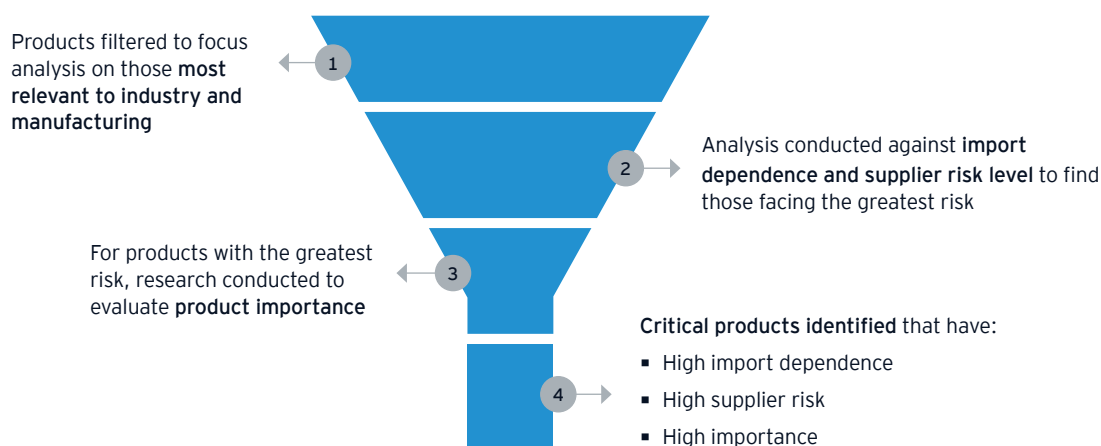 Products filtered to focus
analysis on those most
relevant to industry and
manufacturing
1
2
Analysis conducted against import
dependence and supplier risk level to find
those facing the greatest risk
For products with the greatest
risk, research conducted to
evaluate product importance
3
4
Critical products identified that have:
▪ High import dependence
▪ High supplier risk
▪ High importance